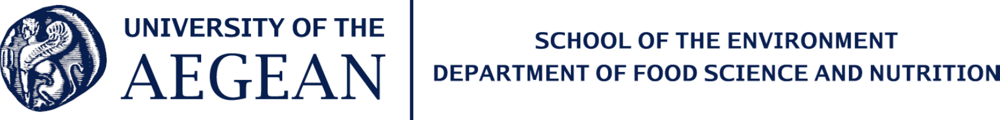 UNIVERSITY OF THE
AEGEAN
SCHOOL OF THE ENVIRONMENT
DEPARTMENT OF FOOD SCIENCE AND NUTRITION